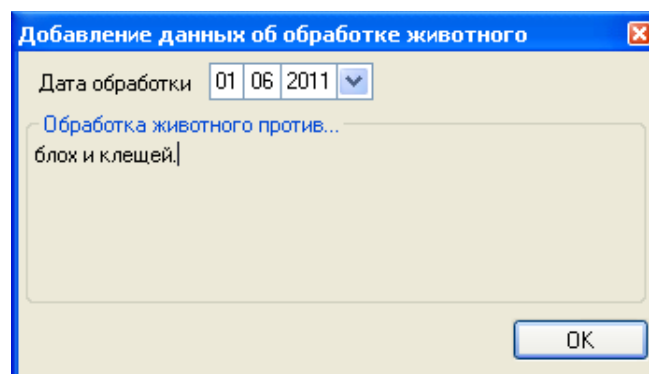 Добавление данных об обработке животного
Дата обработки 01 06 2011
Обработка животного против...
блох и клещей.
OK